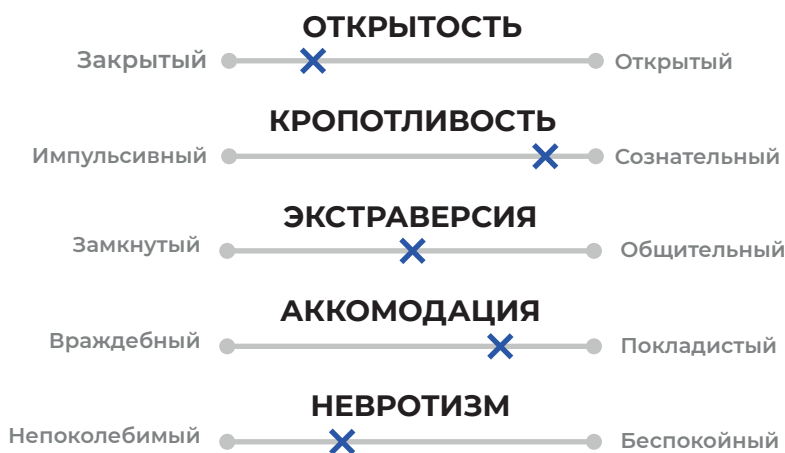 ОТКРЫТОСТЬ
Закрытый Открытый
КРОПОТЛИВОСТЬ
Импульсивный Сознательный
ЭКСТРАВЕРСИЯ
Замкнутый Общительный
АККОМОДАЦИЯ
Враждебный Покладистый
НЕВРОТИЗМ
Непоколебимый Беспокойный